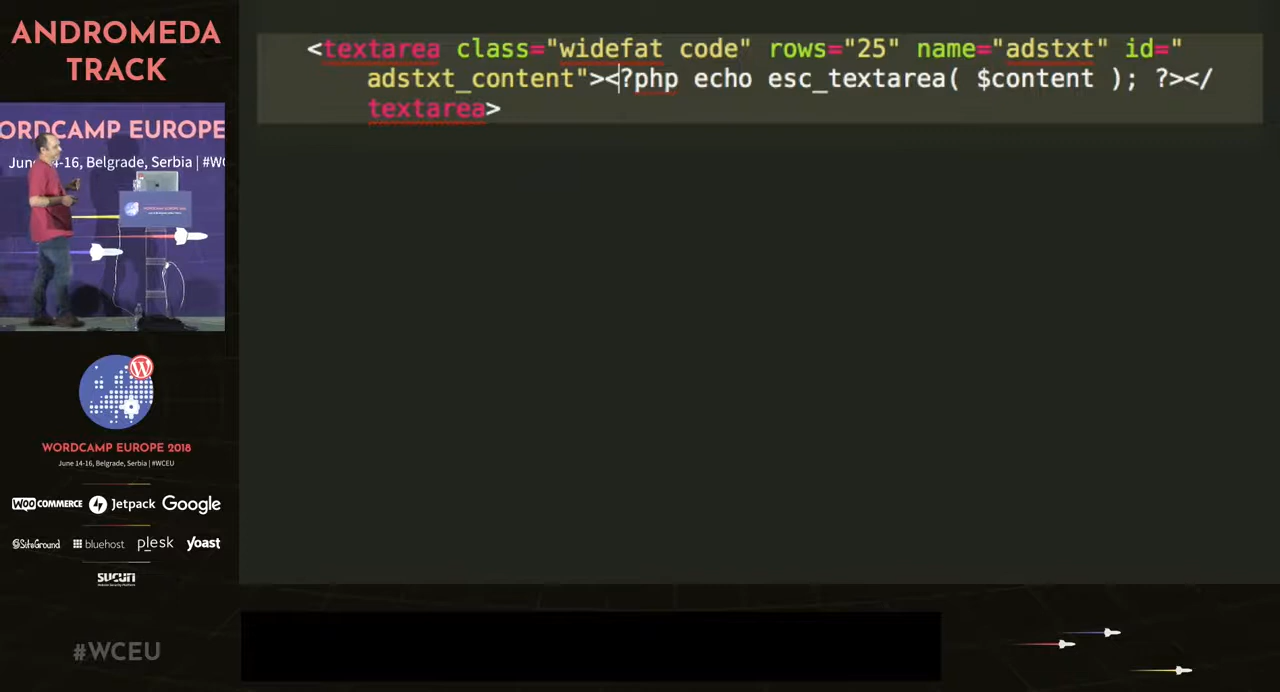 ANDROMEDA
TRACK
ORDCAMP EUROPE
June 14-16, Belgrade, Serbia | #WC
WORDCAMP EUROPE 2018
June 14-16, Belgrade, Serbia | #WCEU
WOO COMMERCE Jetpack Google
SiteGround bluehost plesk yoast
SUCURI
#WCEU
<textarea class="widefat code" rows="25" name="adstxt" id="
adstxt_content"><?php echo esc_textarea( $content ); ?></
textarea>